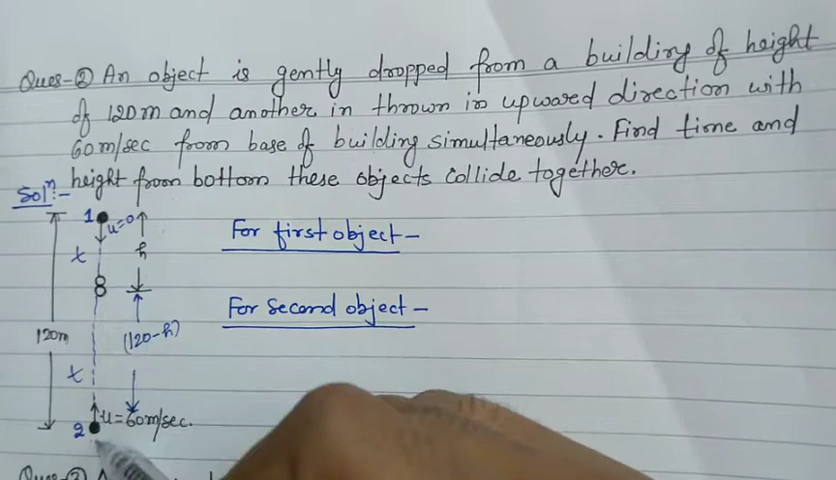 Ques-② An object is gently dropped from a building of height
of 120m and another in thrown in upward direction with
60m/sec from base of building simultaneously. Find time and
height from bottom these objects collide together.
Solⁿ:-
1 u=0
For first object-
t h
For second object-
120m (120-h)
t
2 u=60m/sec.
Ques-③